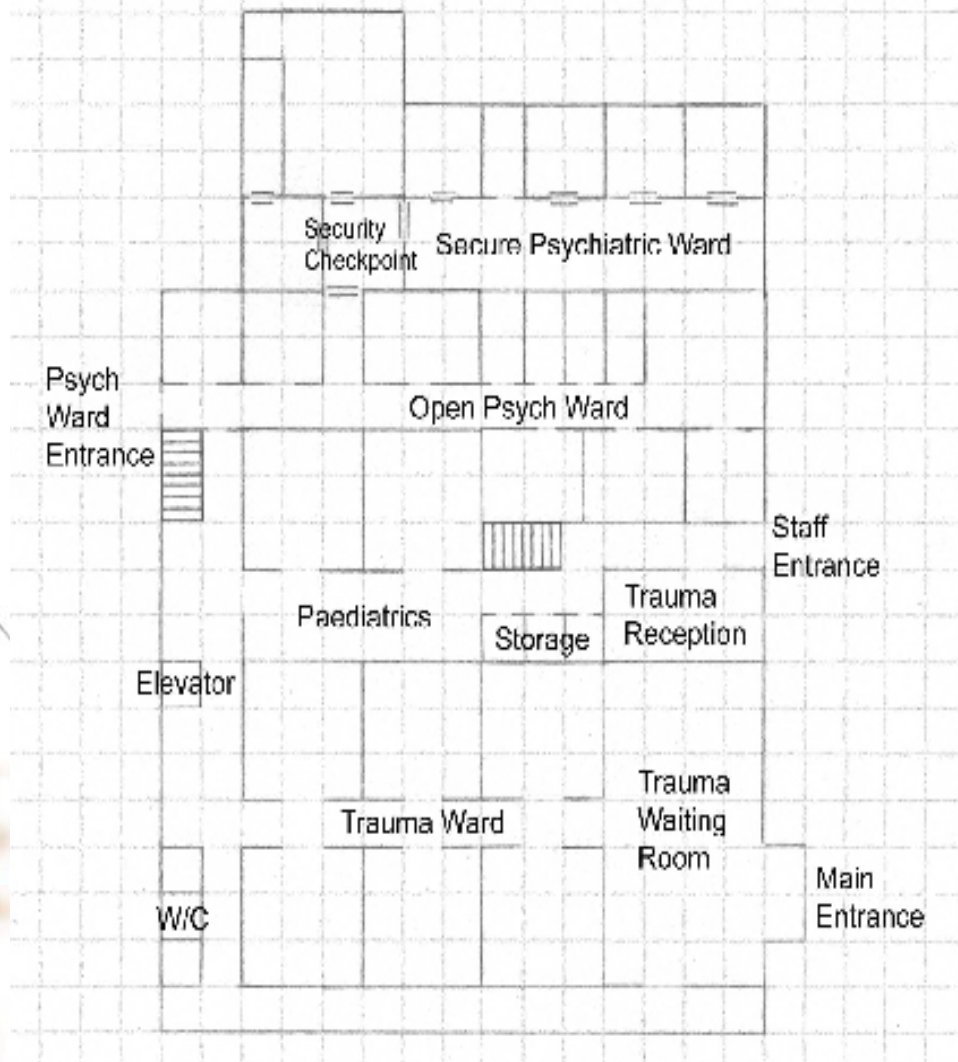 Security
Checkpoint
Secure Psychiatric Ward
Psych
Ward
Entrance
Open Psych Ward
Staff
Entrance
Paediatrics
Trauma
Reception
Storage
Elevator
Trauma
Waiting
Room
Trauma Ward
Main
Entrance
W/C